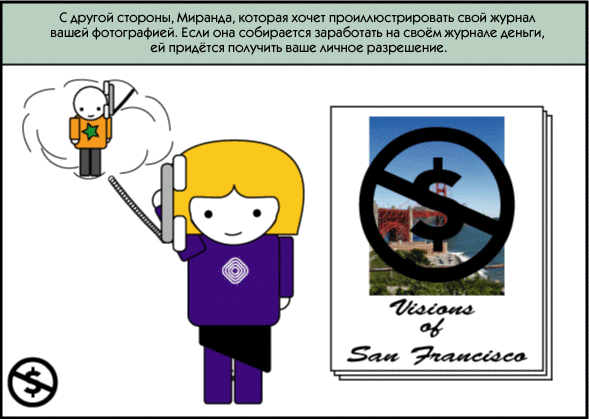 С другой стороны, Миранда, которая хочет проиллюстрировать свой журнал
вашей фотографией. Если она собирается заработать на своём журнале деньги,
ей придётся получить ваше личное разрешение.
$
Visions
of
San Francisco
$